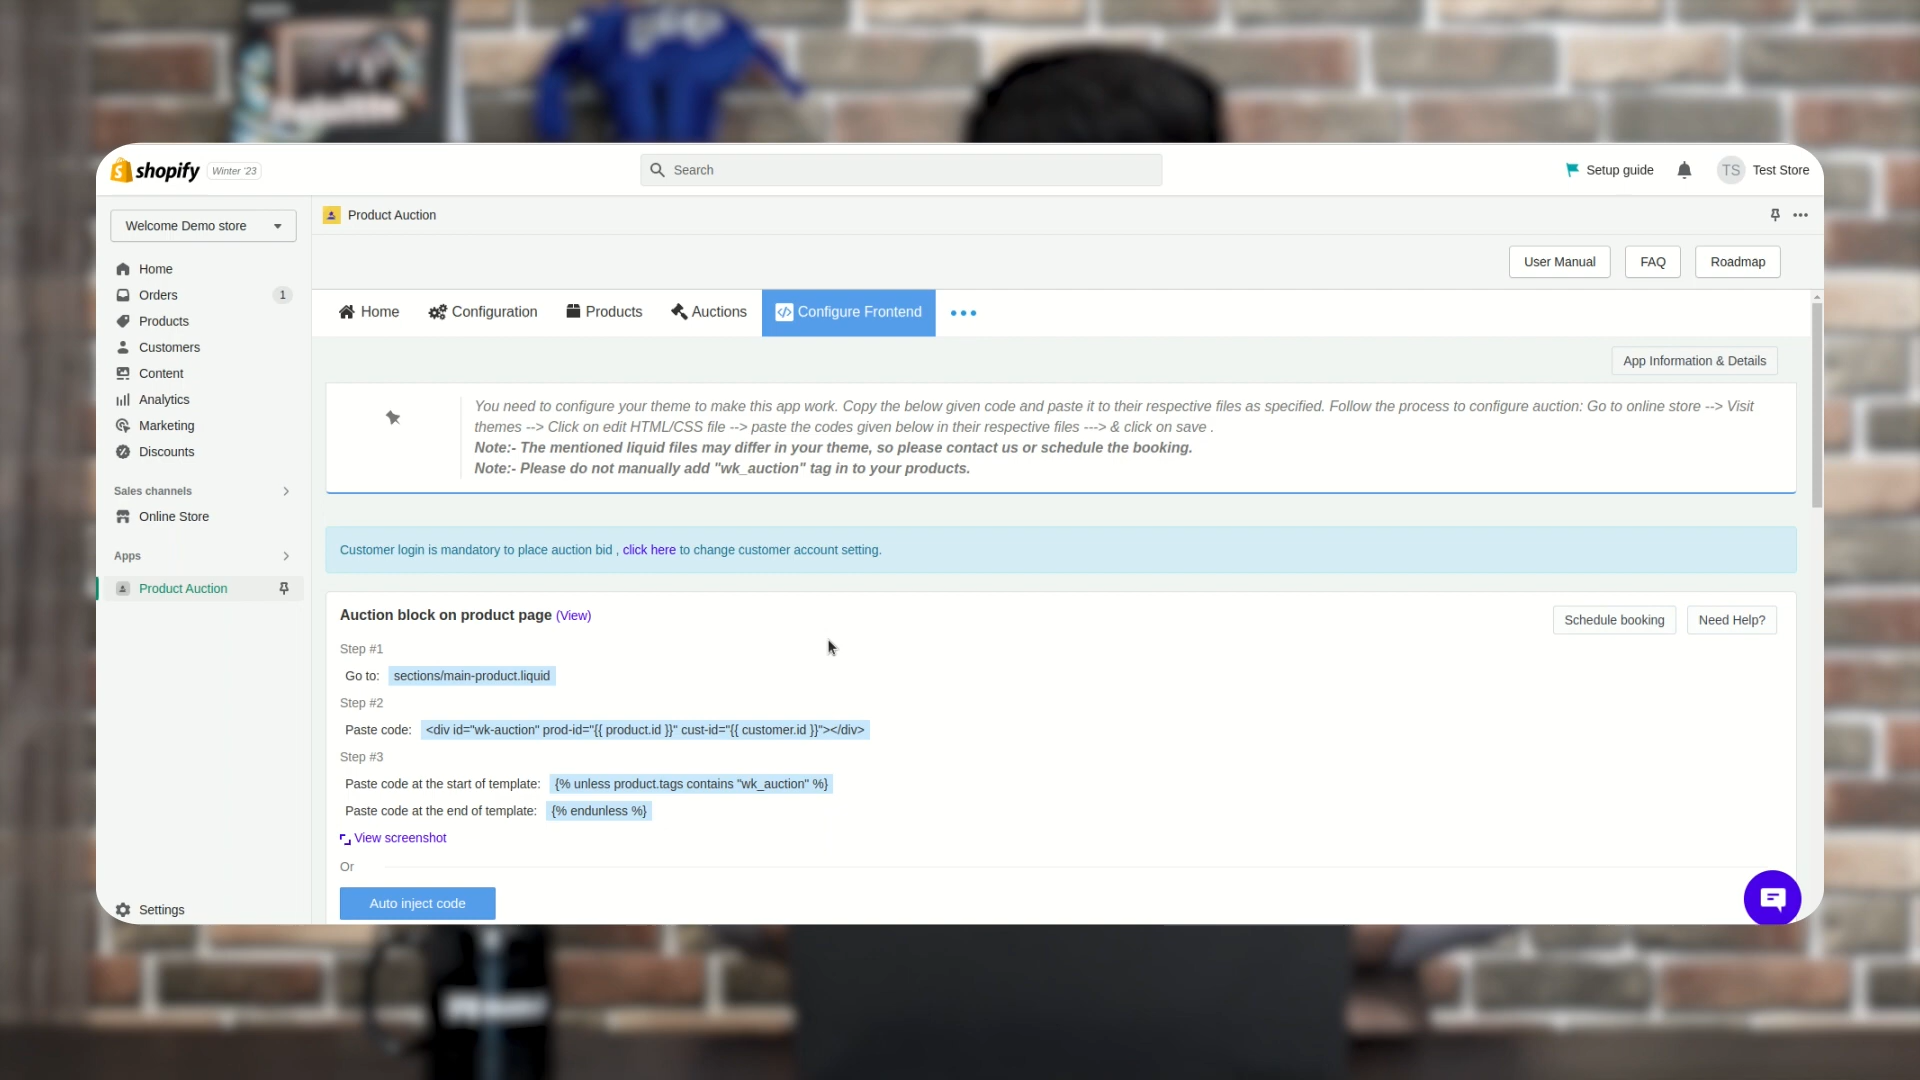 shopify Winter '23
Search
Setup guide
TS Test Store
Welcome Demo store
Product Auction
Home
Orders 1
Products
Customers
Content
Analytics
Marketing
Discounts
Sales channels
Online Store
Apps
Product Auction
Settings
User Manual FAQ Roadmap
Home Configuration Products Auctions Configure Frontend
App Information & Details
You need to configure your theme to make this app work. Copy the below given code and paste it to their respective files as specified. Follow the process to configure auction: Go to online store --> Visit
themes --> Click on edit HTML/CSS file --> paste the codes given below in their respective files ---> & click on save .
Note:- The mentioned liquid files may differ in your theme, so please contact us or schedule the booking.
Note:- Please do not manually add "wk_auction" tag in to your products.
Customer login is mandatory to place auction bid , click here to change customer account setting.
Auction block on product page (View)
Schedule booking Need Help?
Step #1
Go to: sections/main-product.liquid
Step #2
Paste code: <div id="wk-auction" prod-id="{{ product.id }}" cust-id="{{ customer.id }}"></div>
Step #3
Paste code at the start of template: {% unless product.tags contains "wk_auction" %}
Paste code at the end of template: {% endunless %}
View screenshot
Or
Auto inject code